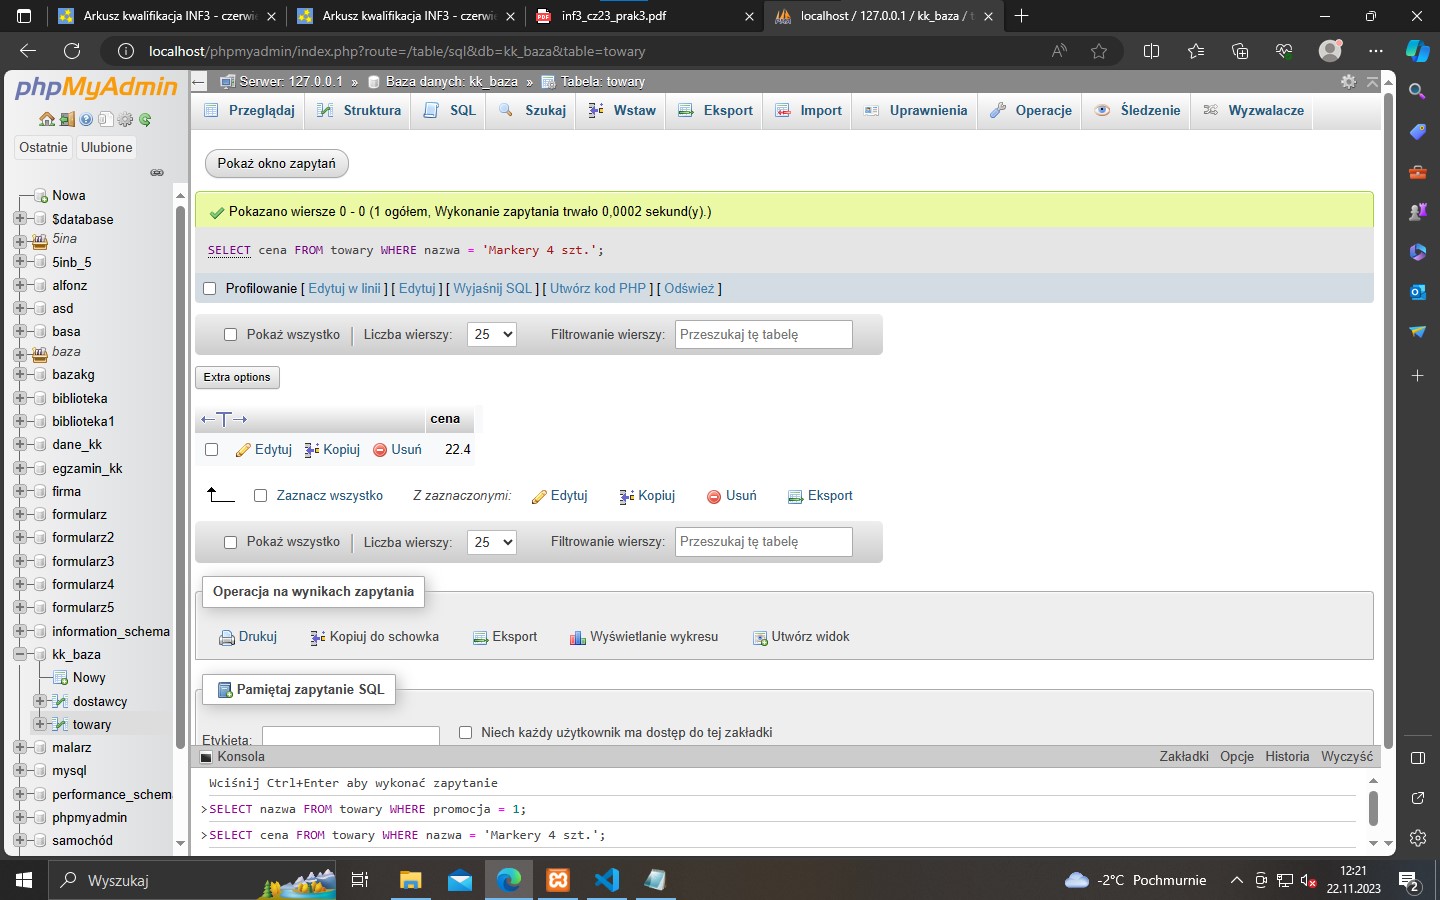 Arkusz kwalifikacja INF3 - czerwie
Arkusz kwalifikacja INF3 - czerwie
inf3_cz23_prak3.pdf
localhost / 127.0.0.1 / kk_baza / t
localhost/phpmyadmin/index.php?route=/table/sql&db=kk_baza&table=towary
phpMyAdmin
Ostatnie
Ulubione
Nowa
$database
5ina
5inb_5
alfonz
asd
basa
baza
bazakg
biblioteka
biblioteka1
dane_kk
egzamin_kk
firma
formularz
formularz2
formularz3
formularz4
formularz5
information_schema
kk_baza
Nowy
dostawcy
towary
malarz
mysql
performance_schem
phpmyadmin
samochód
Serwer: 127.0.0.1 » Baza danych: kk_baza » Tabela: towary
Przeglądaj
Struktura
SQL
Szukaj
Wstaw
Eksport
Import
Uprawnienia
Operacje
Śledzenie
Wyzwalacze
Pokaż okno zapytań
Pokazano wiersze 0 - 0 (1 ogółem, Wykonanie zapytania trwało 0,0002 sekund(y).)
SELECT cena FROM towary WHERE nazwa = 'Markery 4 szt.';
Profilowanie [ Edytuj w linii ] [ Edytuj ] [ Wyjaśnij SQL ] [ Utwórz kod PHP ] [ Odśwież ]
Pokaż wszystko | Liczba wierszy: 25 Filtrowanie wierszy: Przeszukaj tę tabelę
Extra options
←T→ cena
Edytuj Kopiuj Usuń 22.4
Zaznacz wszystko Z zaznaczonymi: Edytuj Kopiuj Usuń Eksport
Pokaż wszystko | Liczba wierszy: 25 Filtrowanie wierszy: Przeszukaj tę tabelę
Operacja na wynikach zapytania
Drukuj Kopiuj do schowka Eksport Wyświetlanie wykresu Utwórz widok
Pamiętaj zapytanie SQL
Etykieta: Niech każdy użytkownik ma dostęp do tej zakładki
Konsola Zakładki Opcje Historia Wyczyść
Wciśnij Ctrl+Enter aby wykonać zapytanie
>SELECT nazwa FROM towary WHERE promocja = 1;
>SELECT cena FROM towary WHERE nazwa = 'Markery 4 szt.';
Wyszukaj
-2°C Pochmurnie
12:21
22.11.2023
2